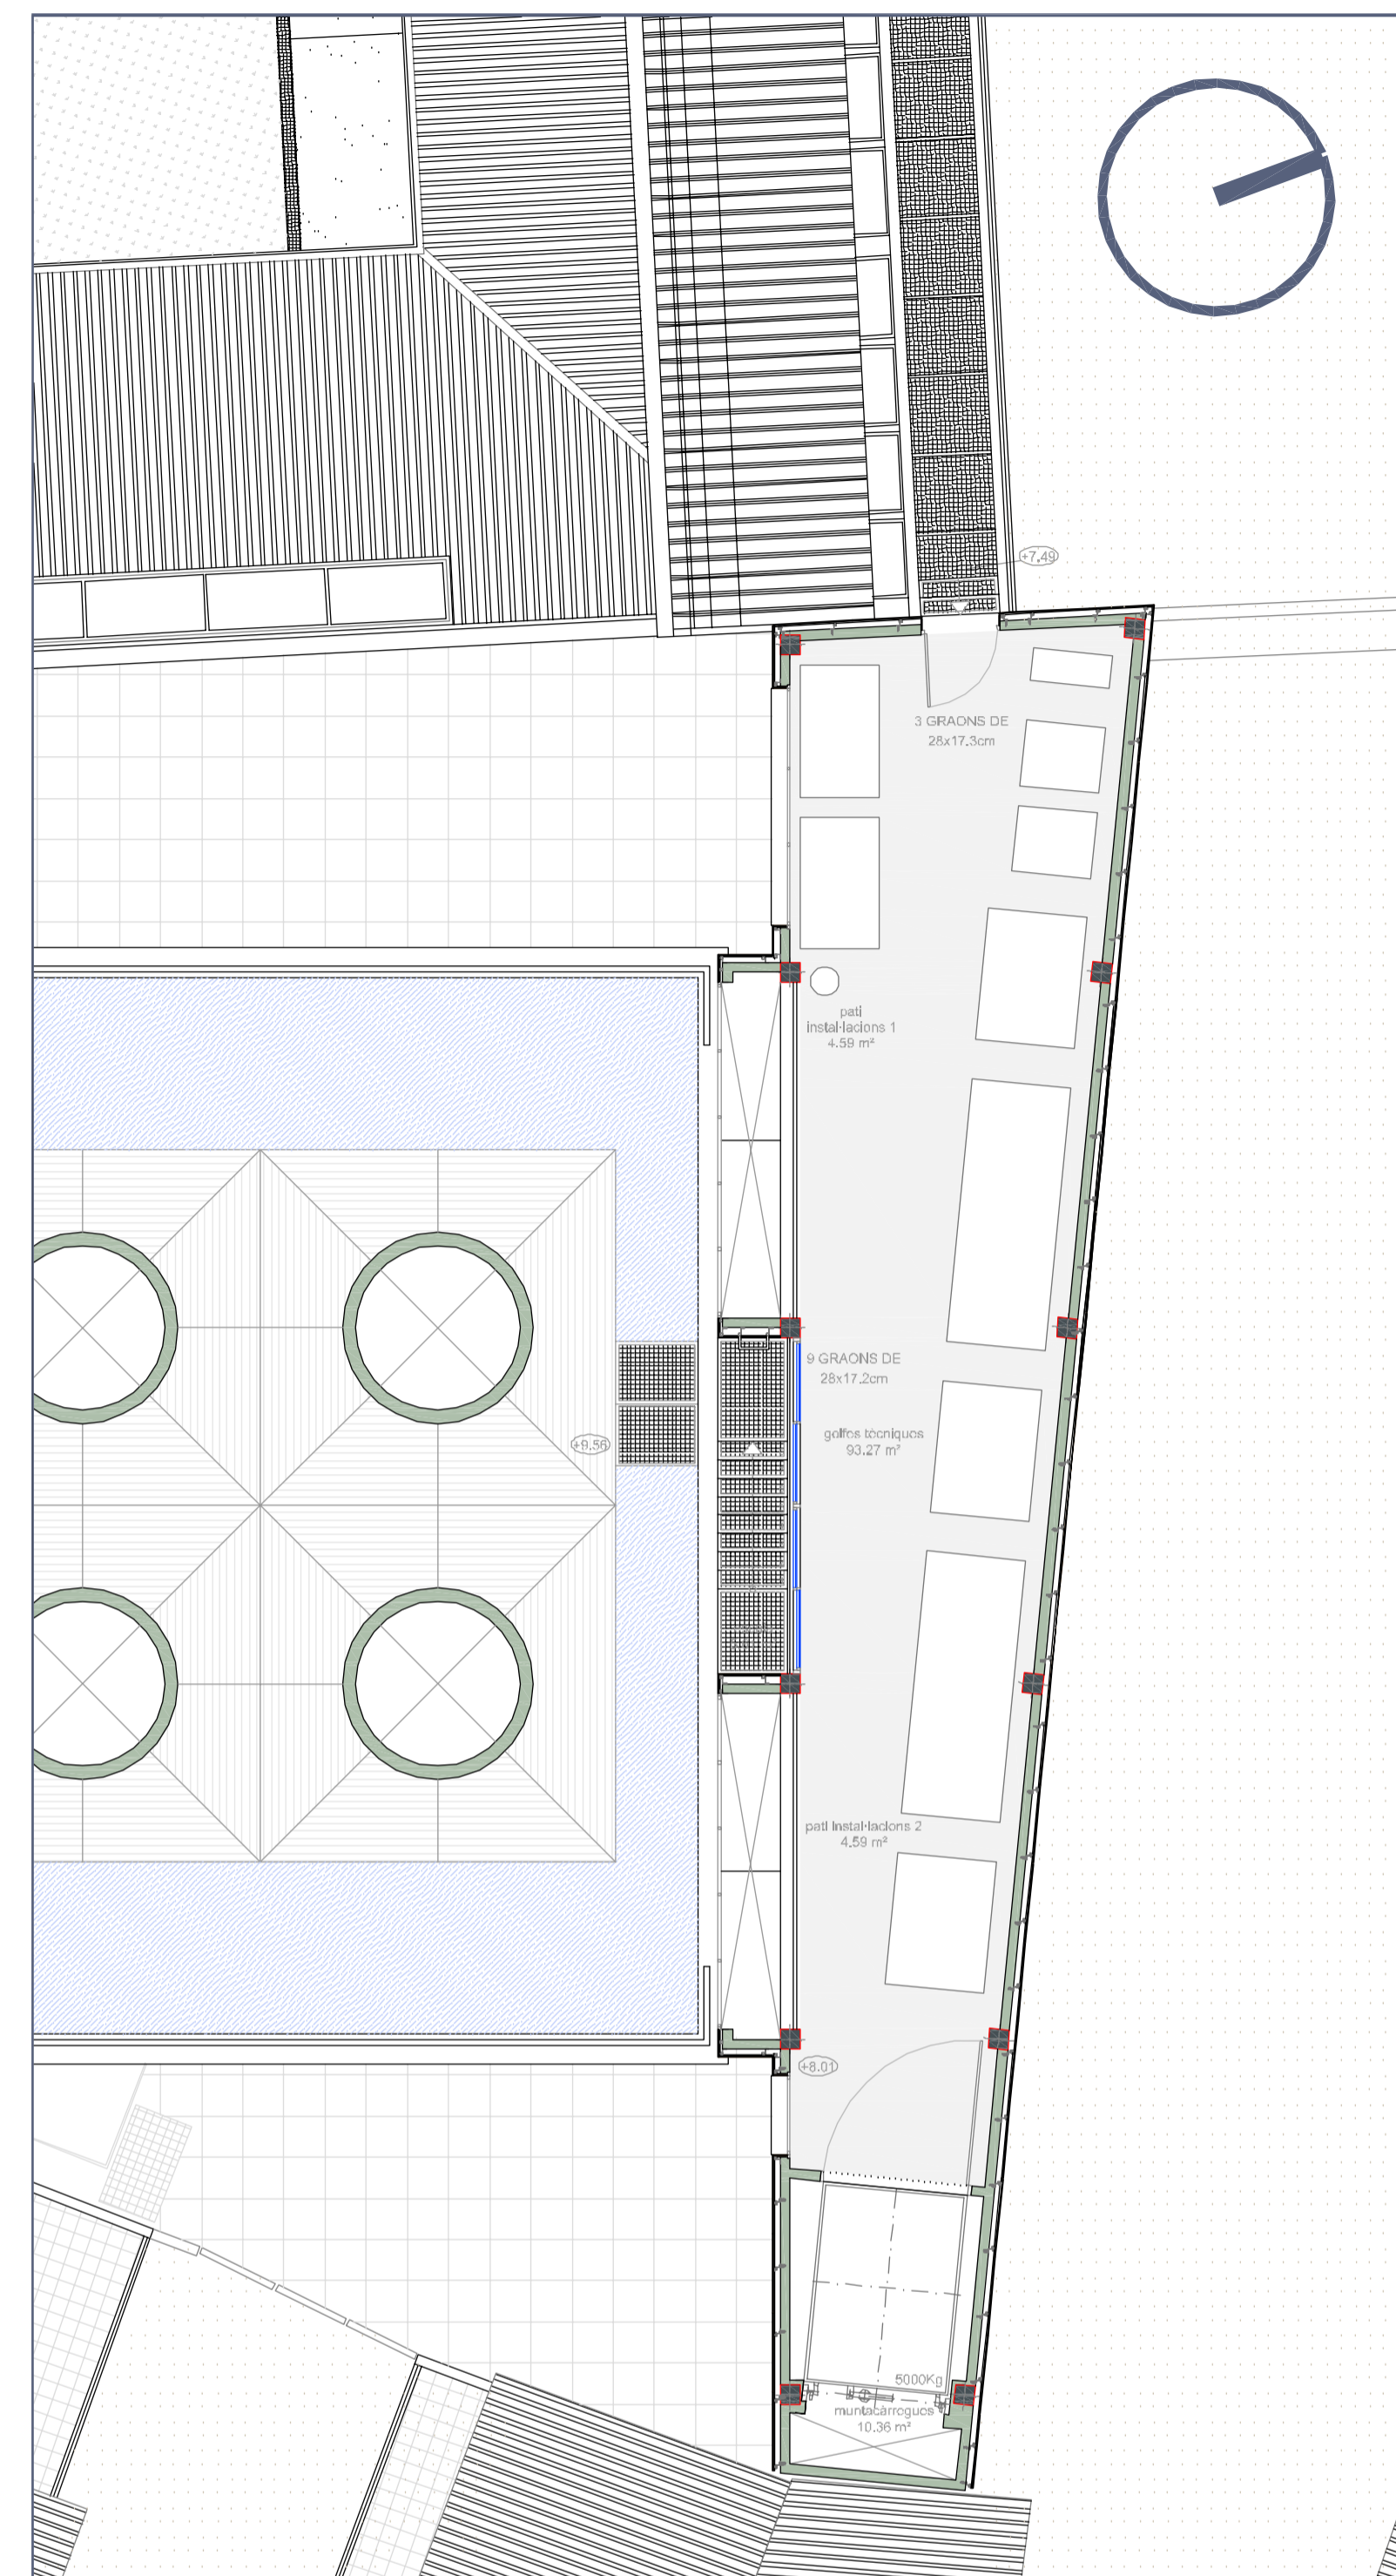 +7.49
3 GRAONS DE
28x17.3cm
pati
instal·lacions 1
4.59 m²
9 GRAONS DE
28x17.2cm
golfes tècniques
93.27 m²
+9.56
pati instal·lacions 2
4.59 m²
+8.01
5000Kg
muntacàrregues
10.36 m²